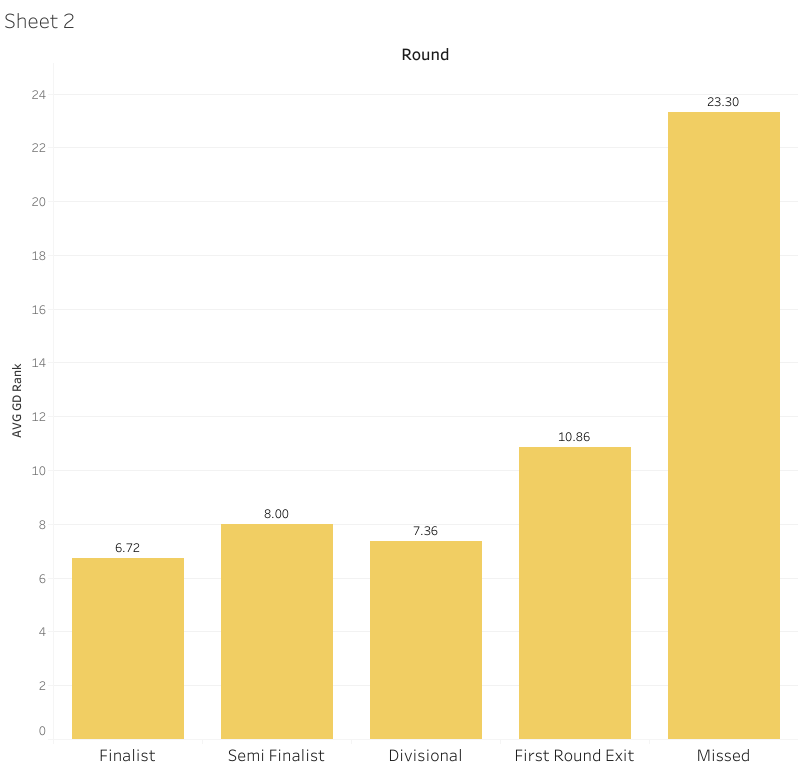 Sheet 2
Round
24
22
20
18
16
14
12
10
8
6
4
2
0
AVG GD Rank
6.72
8.00
7.36
10.86
23.30
Finalist
Semi Finalist
Divisional
First Round Exit
Missed